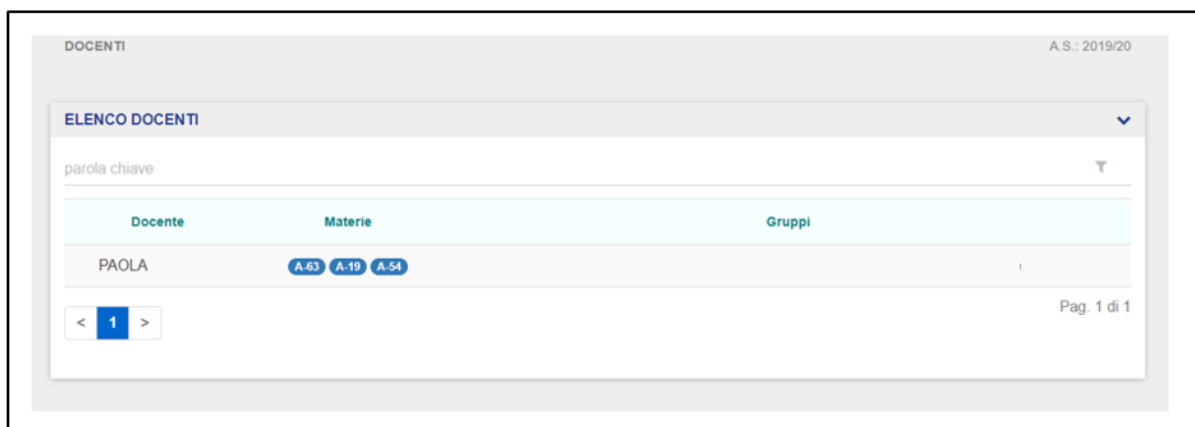 DOCENTI A.S.: 2019/20
ELENCO DOCENTI
parola chiave
Docente Materie Gruppi
PAOLA A-63 A-19 A-54
< 1 > Pag. 1 di 1